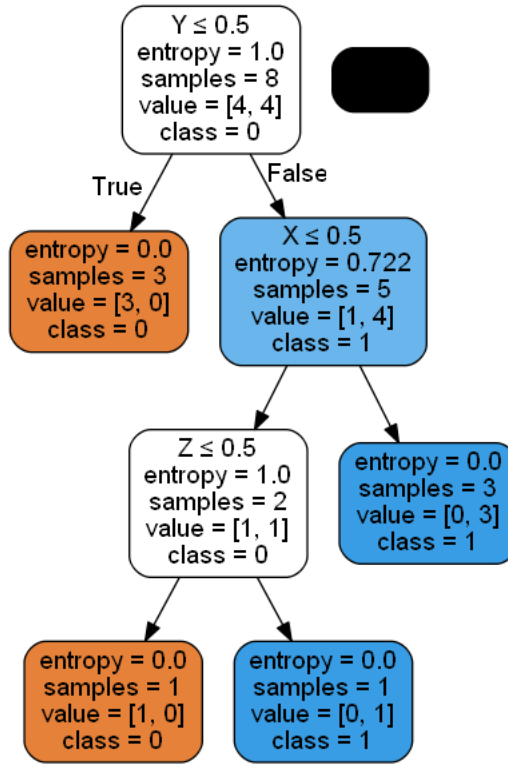 Y ≤ 0.5
entropy = 1.0
samples = 8
value = [4, 4]
class = 0
True
False
entropy = 0.0
samples = 3
value = [3, 0]
class = 0
X ≤ 0.5
entropy = 0.722
samples = 5
value = [1, 4]
class = 1
Z ≤ 0.5
entropy = 1.0
samples = 2
value = [1, 1]
class = 0
entropy = 0.0
samples = 3
value = [0, 3]
class = 1
entropy = 0.0
samples = 1
value = [1, 0]
class = 0
entropy = 0.0
samples = 1
value = [0, 1]
class = 1